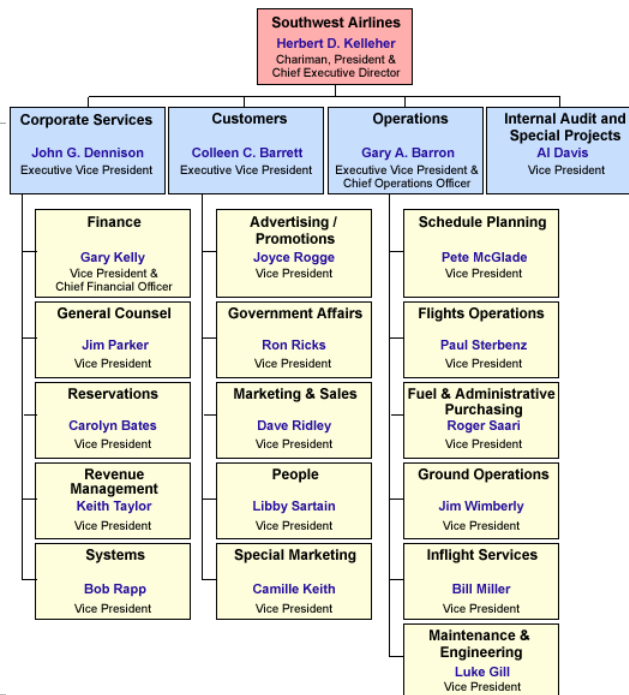 Southwest Airlines
Herbert D. Kelleher
Chariman, President &
Chief Executive Director
Corporate Services
John G. Dennison
Executive Vice President
Customers
Colleen C. Barrett
Executive Vice President
Operations
Gary A. Barron
Executive Vice President &
Chief Operations Officer
Internal Audit and
Special Projects
Al Davis
Vice President
Finance
Gary Kelly
Vice President &
Chief Financial Officer
General Counsel
Jim Parker
Vice President
Reservations
Carolyn Bates
Vice President
Revenue
Management
Keith Taylor
Vice President
Systems
Bob Rapp
Vice President
Advertising /
Promotions
Joyce Rogge
Vice President
Government Affairs
Ron Ricks
Vice President
Marketing & Sales
Dave Ridley
Vice President
People
Libby Sartain
Vice President
Special Marketing
Camille Keith
Vice President
Schedule Planning
Pete McGlade
Vice President
Flights Operations
Paul Sterbenz
Vice President
Fuel & Administrative
Purchasing
Roger Saari
Vice President
Ground Operations
Jim Wimberly
Vice President
Inflight Services
Bill Miller
Vice President
Maintenance &
Engineering
Luke Gill
Vice President